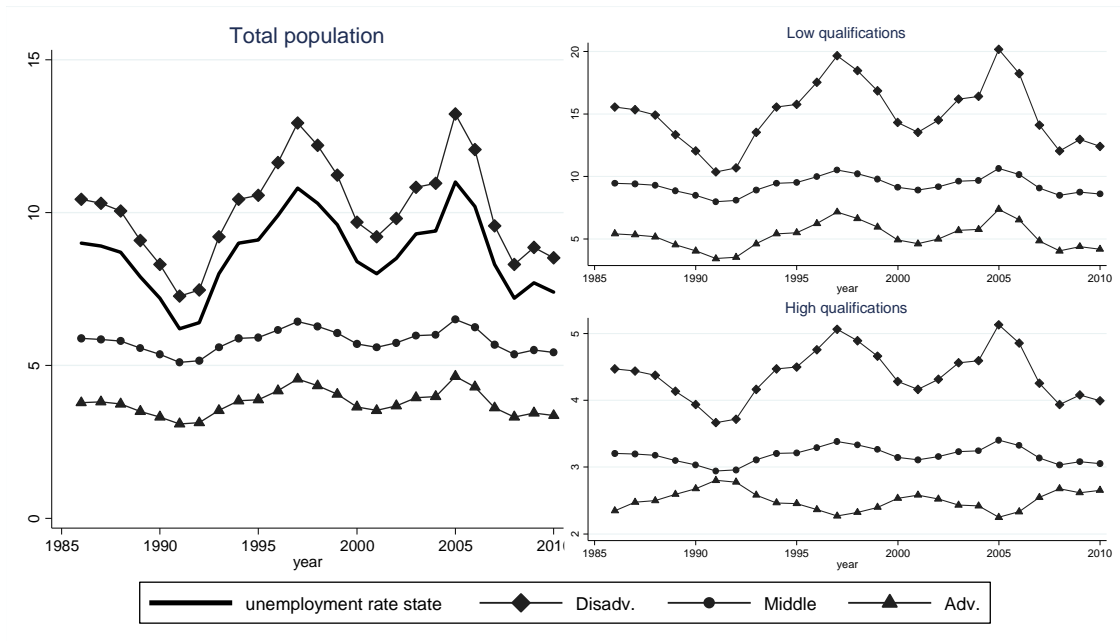 Total population
15
10
5
0
1985 1990 1995 2000 2005 2010
year
Low qualifications
20
15
10
5
1985 1990 1995 2000 2005 2010
year
High qualifications
5
4
3
2
1985 1990 1995 2000 2005 2010
year
unemployment rate state Disadv. Middle Adv.